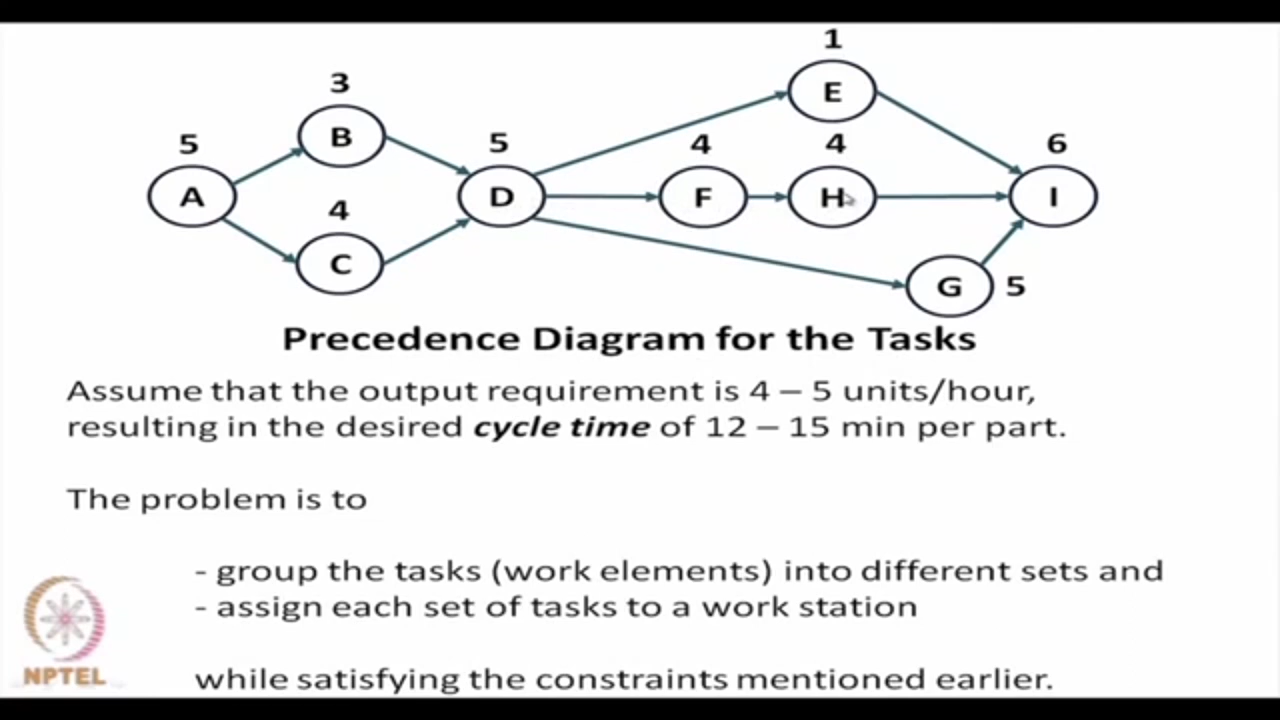 1
3
E
5
B
5
4
4
6
A
D
F
H
I
4
C
G
5
Precedence Diagram for the Tasks
Assume that the output requirement is 4 – 5 units/hour,
resulting in the desired cycle time of 12 – 15 min per part.
The problem is to
- group the tasks (work elements) into different sets and
- assign each set of tasks to a work station
while satisfying the constraints mentioned earlier.
NPTEL